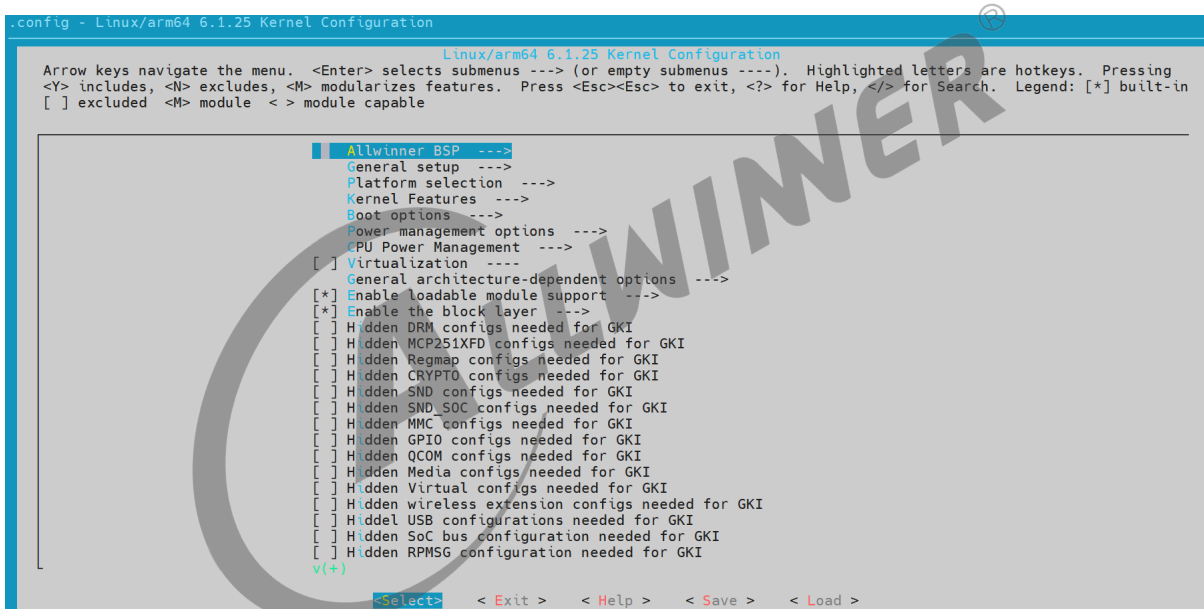 .config - Linux/arm64 6.1.25 Kernel Configuration
Linux/arm64 6.1.25 Kernel Configuration
Arrow keys navigate the menu.  <Enter> selects submenus ---> (or empty submenus ----).  Highlighted letters are hotkeys.  Pressing
<Y> includes, <N> excludes, <M> modularizes features.  Press <Esc><Esc> to exit, <?> for Help, </> for Search.  Legend: [*] built-in
[ ] excluded  <M> module  < > module capable
Allwinner BSP  --->
General setup  --->
Platform selection  --->
Kernel Features  --->
Boot options  --->
Power management options  --->
CPU Power Management  --->
[ ] Virtualization  ----
General architecture-dependent options  --->
[*] Enable loadable module support  --->
[*] Enable the block layer  --->
[ ] Hidden DRM configs needed for GKI
[ ] Hidden MCP251XFD configs needed for GKI
[ ] Hidden Regmap configs needed for GKI
[ ] Hidden CRYPTO configs needed for GKI
[ ] Hidden SND configs needed for GKI
[ ] Hidden SND_SOC configs needed for GKI
[ ] Hidden MMC configs needed for GKI
[ ] Hidden GPIO configs needed for GKI
[ ] Hidden QCOM configs needed for GKI
[ ] Hidden Media configs needed for GKI
[ ] Hidden Virtual configs needed for GKI
[ ] Hidden wireless extension configs needed for GKI
[ ] Hiddel USB configurations needed for GKI
[ ] Hidden SoC bus configuration needed for GKI
[ ] Hidden RPMSG configuration needed for GKI
v(+)
<Select>    < Exit >    < Help >    < Save >    < Load >
ALLWINNER®